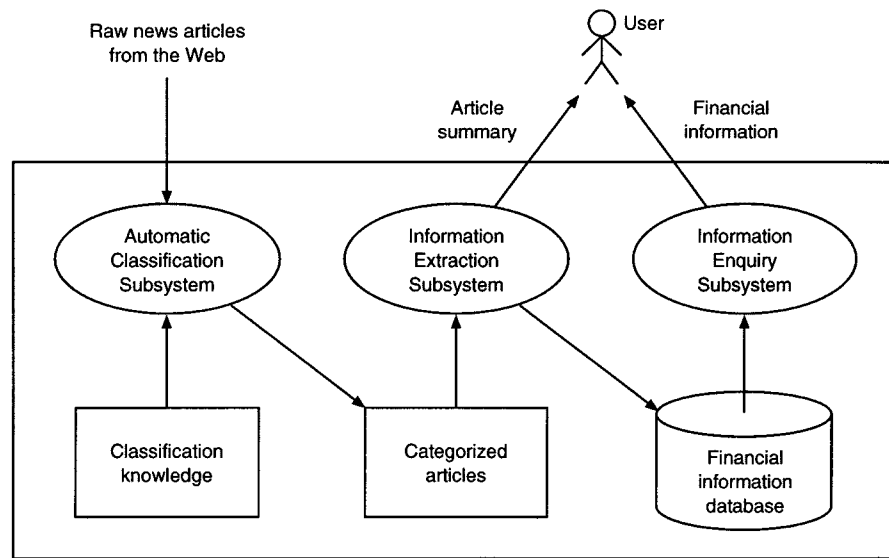 Raw news articles
from the Web
User
Article
summary
Financial
information
Automatic
Classification
Subsystem
Information
Extraction
Subsystem
Information
Enquiry
Subsystem
Classification
knowledge
Categorized
articles
Financial
information
database